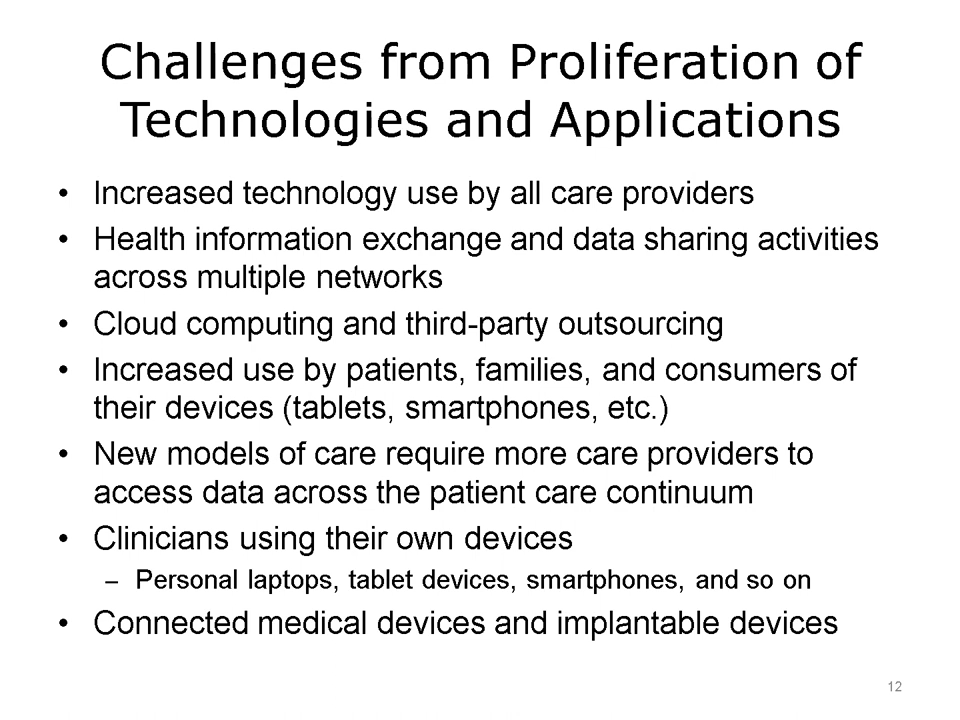 Challenges from Proliferation of
Technologies and Applications
• Increased technology use by all care providers
• Health information exchange and data sharing activities
across multiple networks
• Cloud computing and third-party outsourcing
• Increased use by patients, families, and consumers of
their devices (tablets, smartphones, etc.)
• New models of care require more care providers to
access data across the patient care continuum
• Clinicians using their own devices
– Personal laptops, tablet devices, smartphones, and so on
• Connected medical devices and implantable devices
12